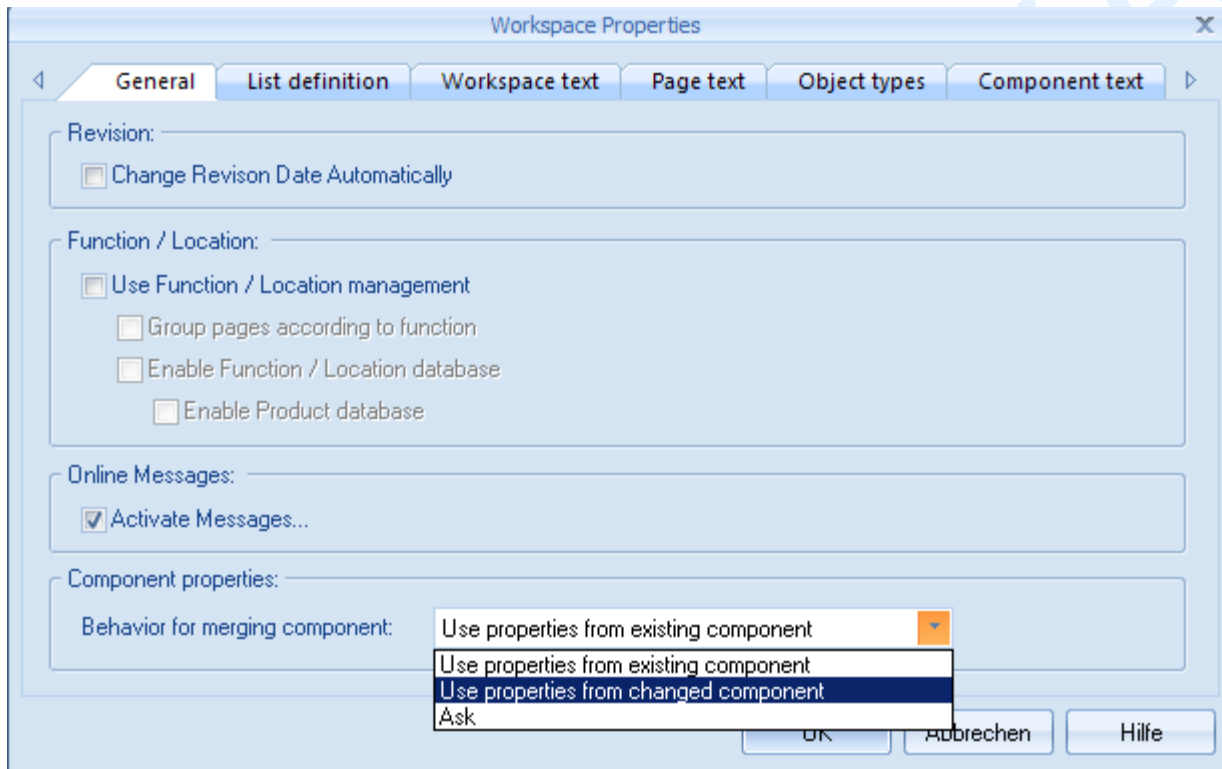 Workspace Properties
General List definition Workspace text Page text Object types Component text
Revision:
Change Revison Date Automatically
Function / Location:
Use Function / Location management
Group pages according to function
Enable Function / Location database
Enable Product database
Online Messages:
Activate Messages...
Component properties:
Behavior for merging component: Use properties from existing component
Use properties from existing component
Use properties from changed component
Ask
OK Abbrechen Hilfe